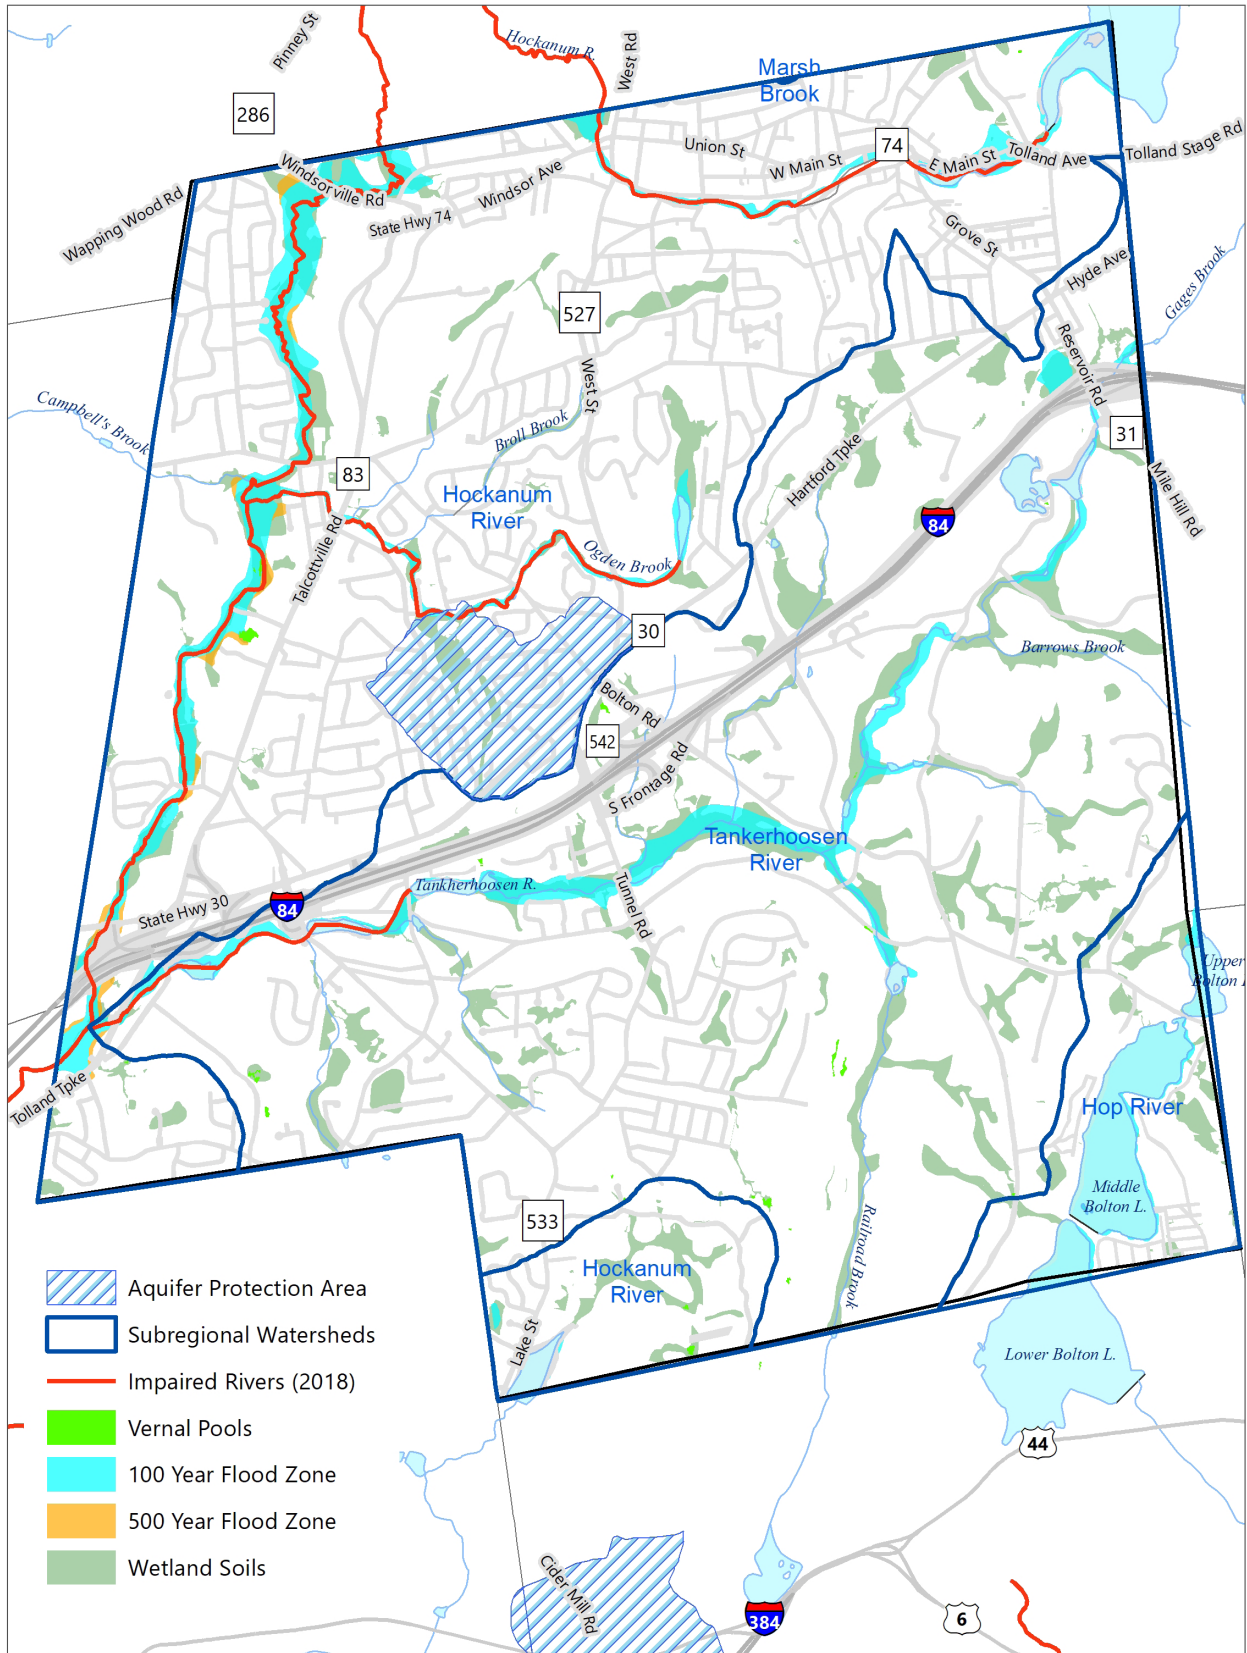 Pinney St
Hockanum R.
West Rd
Marsh
Brook
286
Union St
74
W Main St
E Main St
Tolland Ave
Tolland Stage Rd
Windsorville Rd
Windsor Ave
State Hwy 74
Wapping Wood Rd
Grove St
Hyde Ave
Gages Brook
527
Reservoir Rd
West St
Campbell's Brook
Broll Brook
31
Hartford Tpke
83
Mile Hill Rd
Hockanum
River
84
Talcottville Rd
Ogden Brook
30
Barrows Brook
Bolton Rd
542
S Frontage Rd
Tankerhoosen
River
Tankherhoosen R.
Tunnel Rd
State Hwy 30
84
Upper
Bolton
Tolland Tpke
Hop River
Middle
Bolton L.
533
Railroad Brook
Hockanum
River
Lake St
Lower Bolton L.
Aquifer Protection Area
Subregional Watersheds
Impaired Rivers (2018)
Vernal Pools
100 Year Flood Zone
500 Year Flood Zone
Wetland Soils
44
Cider Mill Rd
384
6